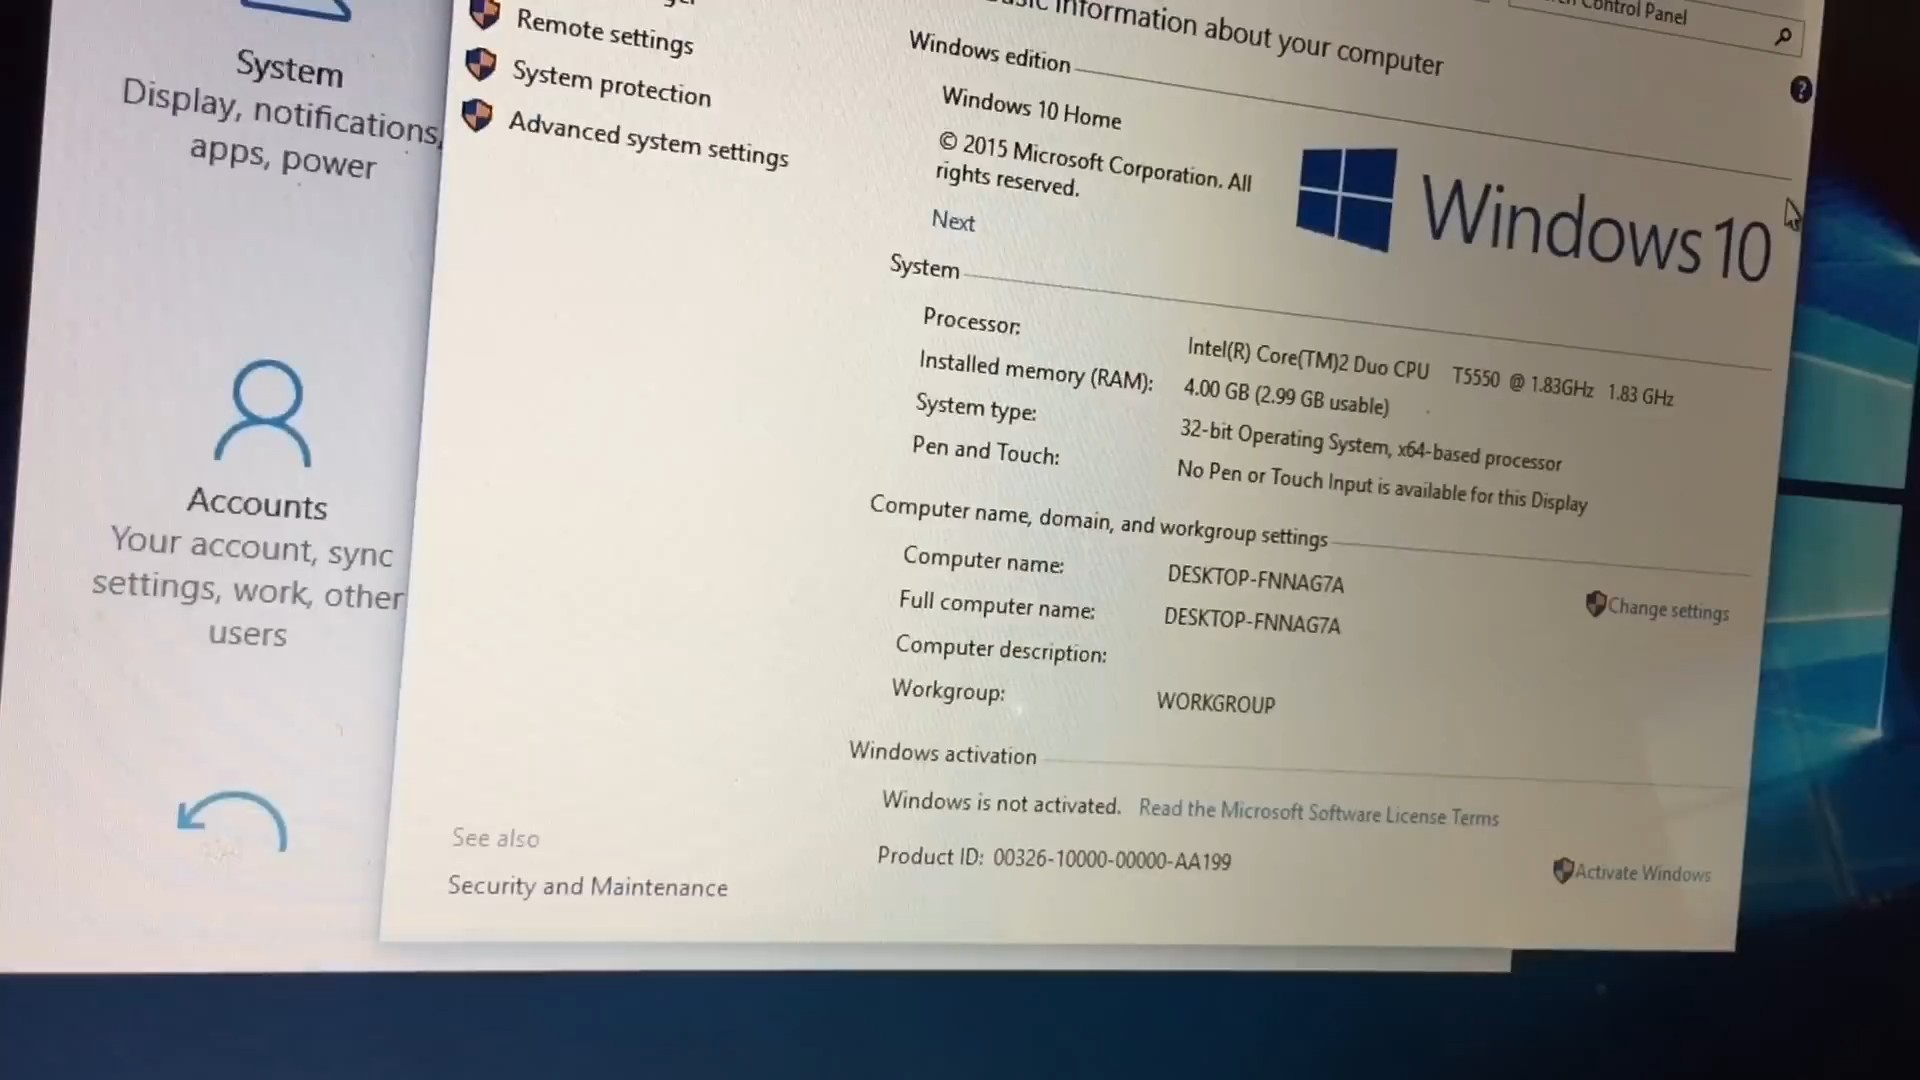 System
Display, notifications,
apps, power
Accounts
Your account, sync
settings, work, other
users
Remote settings
System protection
Advanced system settings
See also
Security and Maintenance
Control Panel
information about your computer
Windows edition
Windows 10 Home
© 2015 Microsoft Corporation. All
rights reserved.
Next
Windows 10
System
Processor: Intel(R) Core(TM)2 Duo CPU T5550 @ 1.83GHz 1.83 GHz
Installed memory (RAM): 4.00 GB (2.99 GB usable)
System type: 32-bit Operating System, x64-based processor
Pen and Touch: No Pen or Touch Input is available for this Display
Computer name, domain, and workgroup settings
Computer name: DESKTOP-FNNAG7A
Change settings
Full computer name: DESKTOP-FNNAG7A
Computer description:
Workgroup: WORKGROUP
Windows activation
Windows is not activated. Read the Microsoft Software License Terms
Product ID: 00326-10000-00000-AA199
Activate Windows